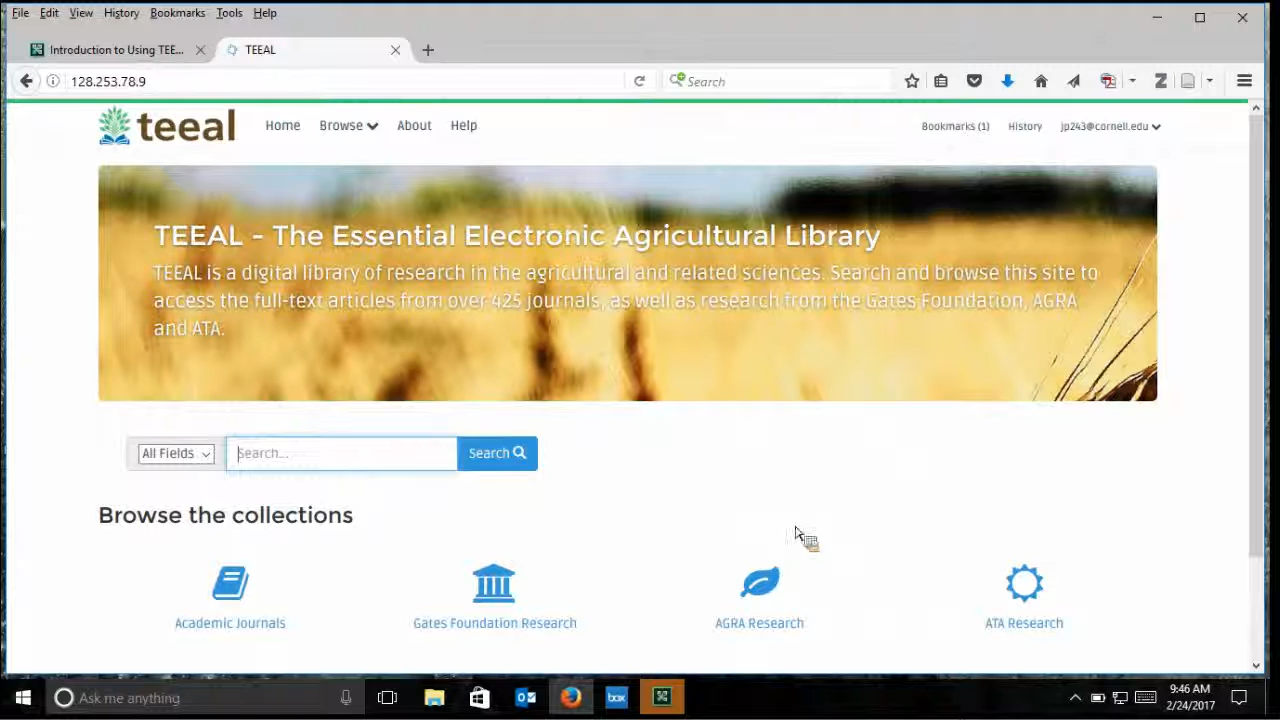 File Edit View History Bookmarks Tools Help
Introduction to Using TEE...
TEEAL
128.253.78.9
Search
teeal
Home Browse About Help
Bookmarks (1) History jp243@cornell.edu
TEEAL - The Essential Electronic Agricultural Library
TEEAL is a digital library of research in the agricultural and related sciences. Search and browse this site to
access the full-text articles from over 425 journals, as well as research from the Gates Foundation, AGRA
and ATA.
All Fields Search... Search
Browse the collections
Academic Journals Gates Foundation Research AGRA Research ATA Research
Ask me anything
box
9:46 AM
2/24/2017